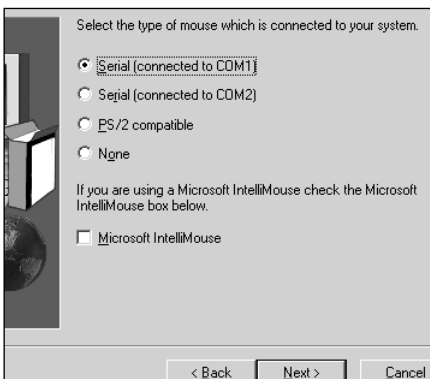 Select the type of mouse which is connected to your system.
Serial (connected to COM1)
Serial (connected to COM2)
PS/2 compatible
None
If you are using a Microsoft IntelliMouse check the Microsoft
IntelliMouse box below.
Microsoft IntelliMouse
< Back Next > Cancel